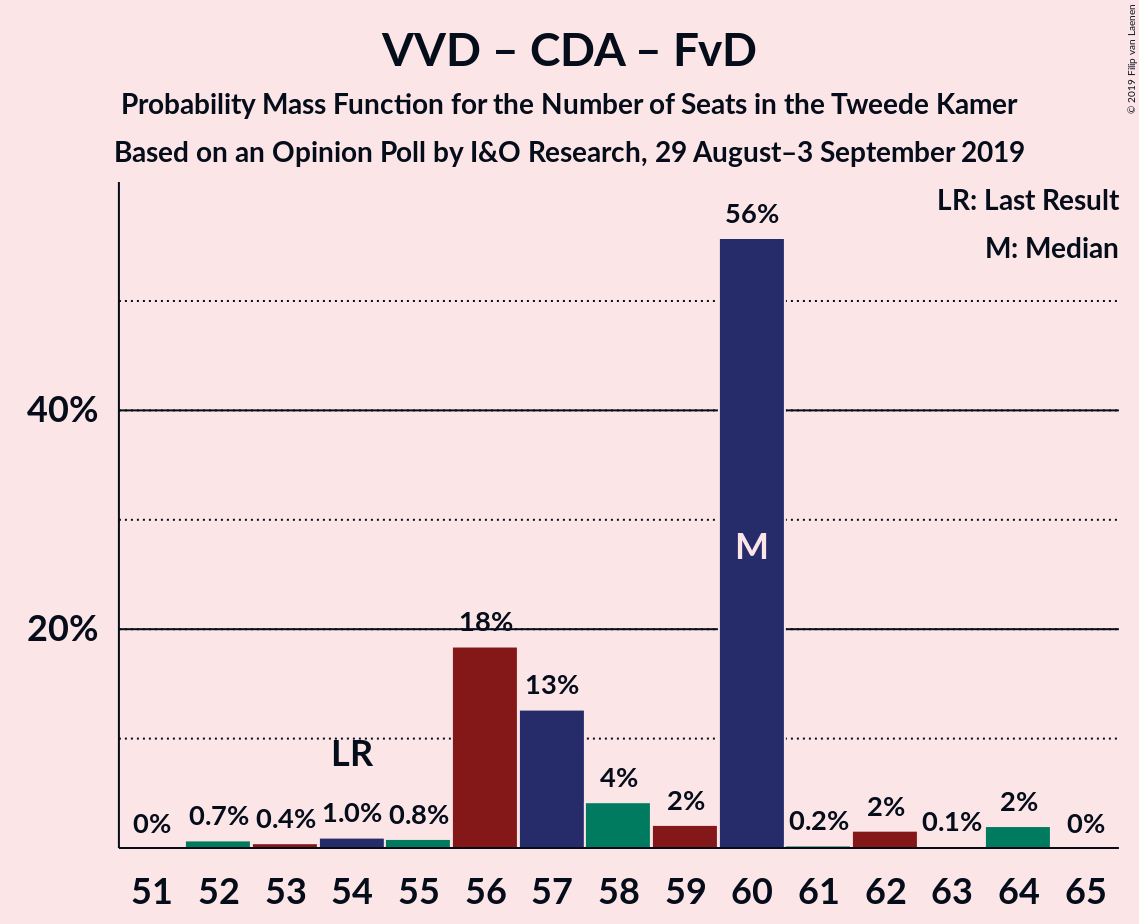 VVD – CDA – FvD
Probability Mass Function for the Number of Seats in the Tweede Kamer
Based on an Opinion Poll by I&O Research, 29 August–3 September 2019
© 2019 Filip van Laenen
LR: Last Result
M: Median
56%
40%
20%
18%
13%
LR
4%
2%
0%
0.7%
0.4%
1.0%
0.8%
M
0.2%
2%
0.1%
2%
0%
51 52 53 54 55 56 57 58 59 60 61 62 63 64 65